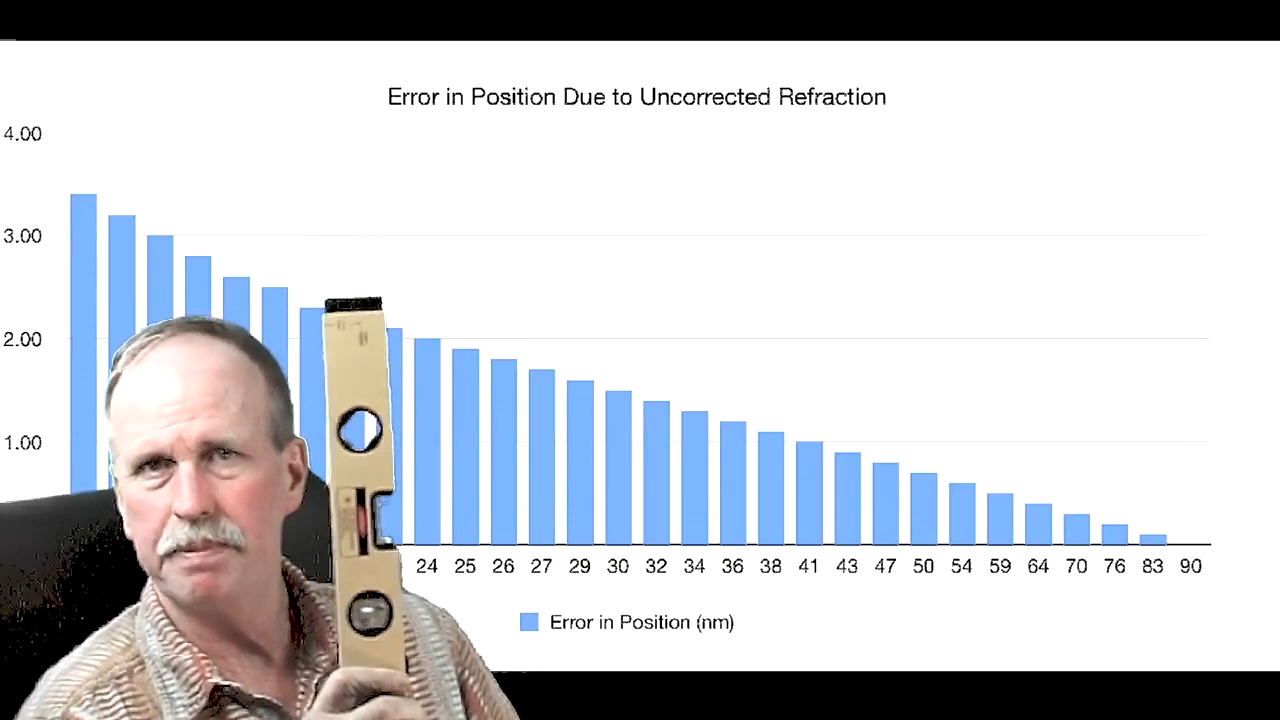 Error in Position Due to Uncorrected Refraction
4.00
3.00
2.00
1.00
24 25 26 27 29 30 32 34 36 38 41 43 47 50 54 59 64 70 76 83 90
Error in Position (nm)